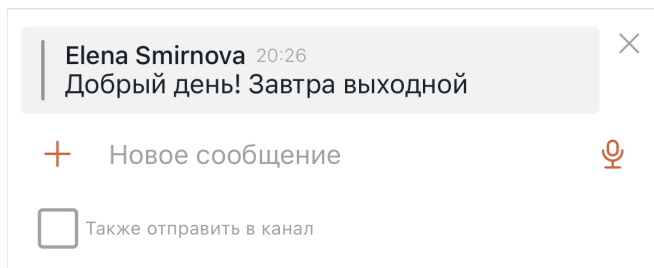 Elena Smirnova 20:26
Добрый день! Завтра выходной
Новое сообщение
Также отправить в канал